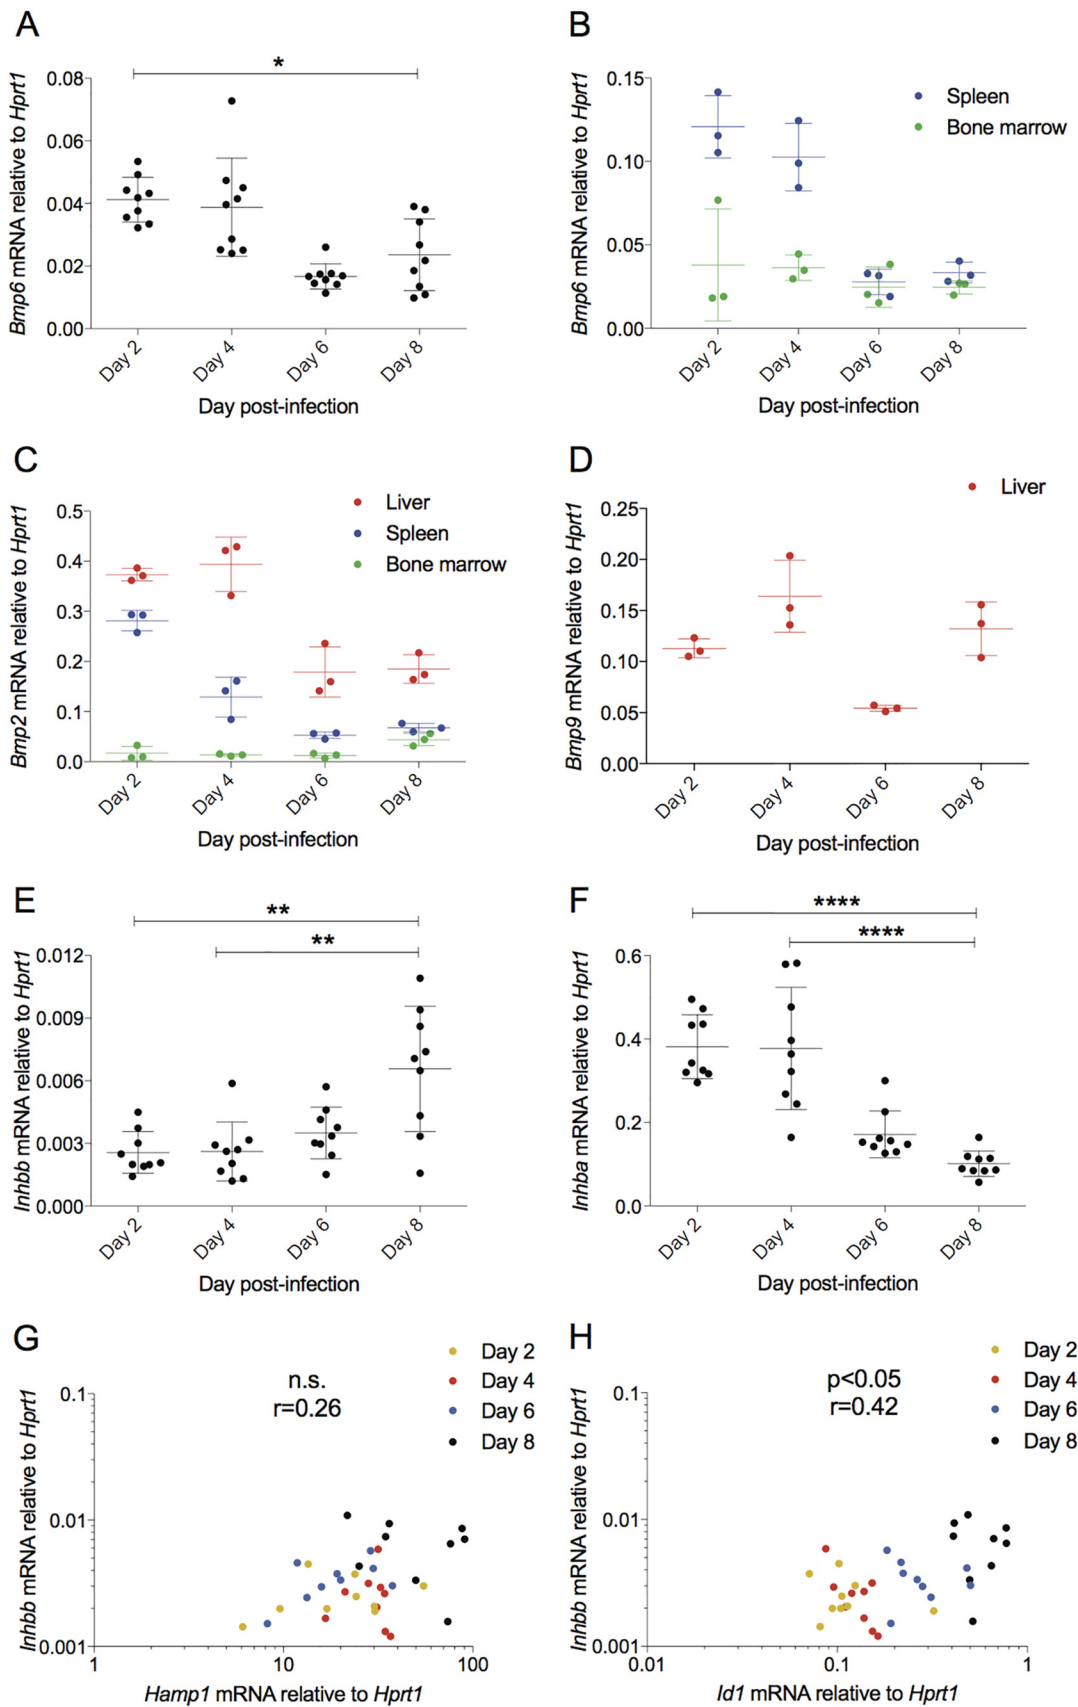 A
*
Bmp6 mRNA relative to Hprt1
0.08
0.06
0.04
0.02
0.00
Day 2
Day 4
Day 6
Day 8
Day post-infection
B
Bmp6 mRNA relative to Hprt1
0.15
0.10
0.05
0.00
Spleen
Bone marrow
Day 2
Day 4
Day 6
Day 8
Day post-infection
C
Bmp2 mRNA relative to Hprt1
0.5
0.4
0.3
0.2
0.1
0.0
Liver
Spleen
Bone marrow
Day 2
Day 4
Day 6
Day 8
Day post-infection
D
Bmp9 mRNA relative to Hprt1
0.25
0.20
0.15
0.10
0.05
0.00
Liver
Day 2
Day 4
Day 6
Day 8
Day post-infection
E
**
**
Inhbb mRNA relative to Hprt1
0.012
0.009
0.006
0.003
0.000
Day 2
Day 4
Day 6
Day 8
Day post-infection
F
****
****
Inhba mRNA relative to Hprt1
0.6
0.4
0.2
0.0
Day 2
Day 4
Day 6
Day 8
Day post-infection
G
Inhbb mRNA relative to Hprt1
0.1
0.01
0.001
n.s.
r=0.26
Day 2
Day 4
Day 6
Day 8
1
10
100
Hamp1 mRNA relative to Hprt1
H
Inhbb mRNA relative to Hprt1
0.1
0.01
0.001
p<0.05
r=0.42
Day 2
Day 4
Day 6
Day 8
0.01
0.1
1
Id1 mRNA relative to Hprt1